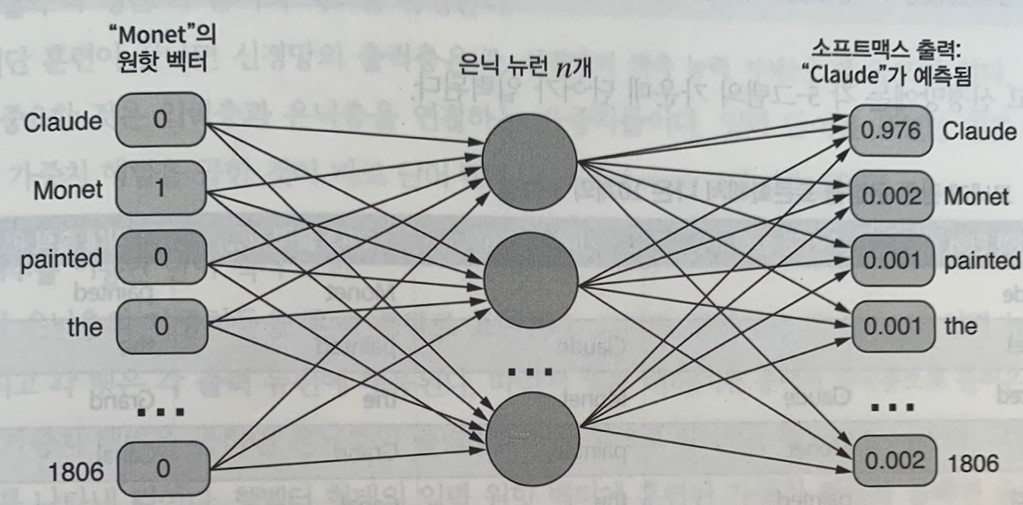 “Monet”의
원핫 벡터
은닉 뉴런 n개
소프트맥스 출력:
“Claude”가 예측됨
Claude 0
Monet 1
painted 0
the 0
...
1806 0
...
0.976 Claude
0.002 Monet
0.001 painted
0.001 the
...
0.002 1806